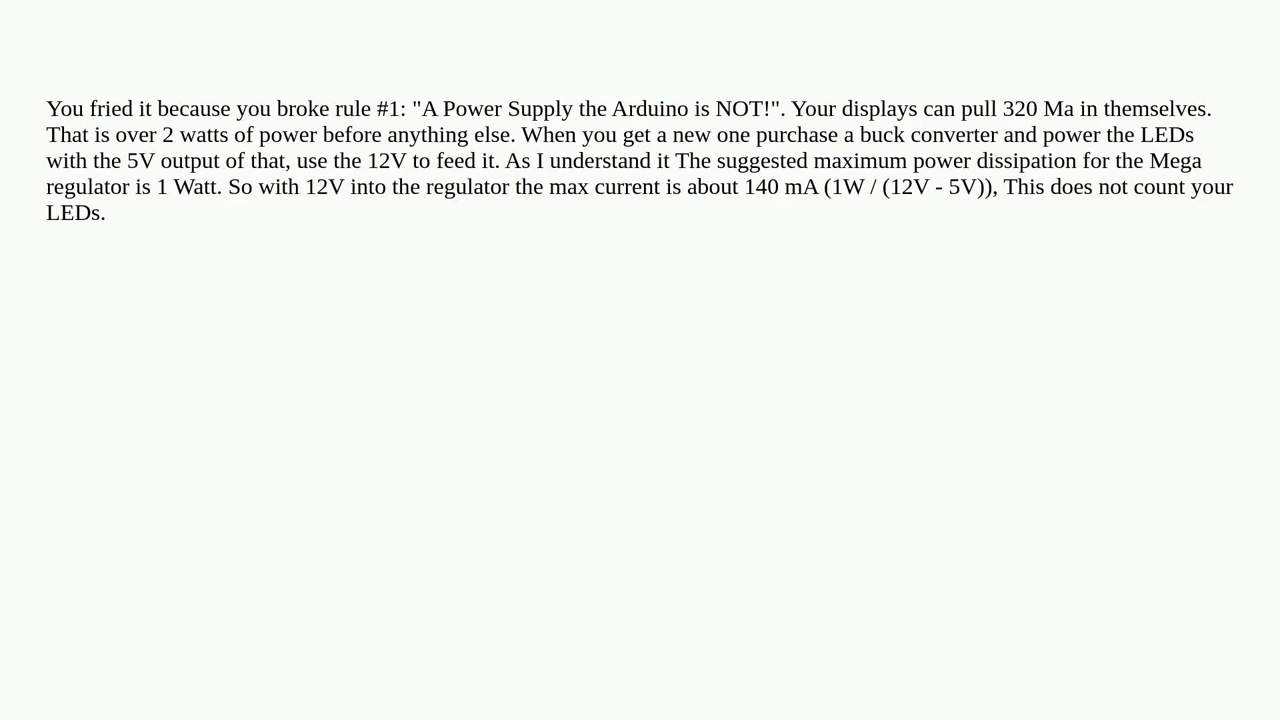 You fried it because you broke rule #1: "A Power Supply the Arduino is NOT!". Your displays can pull 320 Ma in themselves.
That is over 2 watts of power before anything else. When you get a new one purchase a buck converter and power the LEDs
with the 5V output of that, use the 12V to feed it. As I understand it The suggested maximum power dissipation for the Mega
regulator is 1 Watt. So with 12V into the regulator the max current is about 140 mA (1W / (12V - 5V)), This does not count your
LEDs.